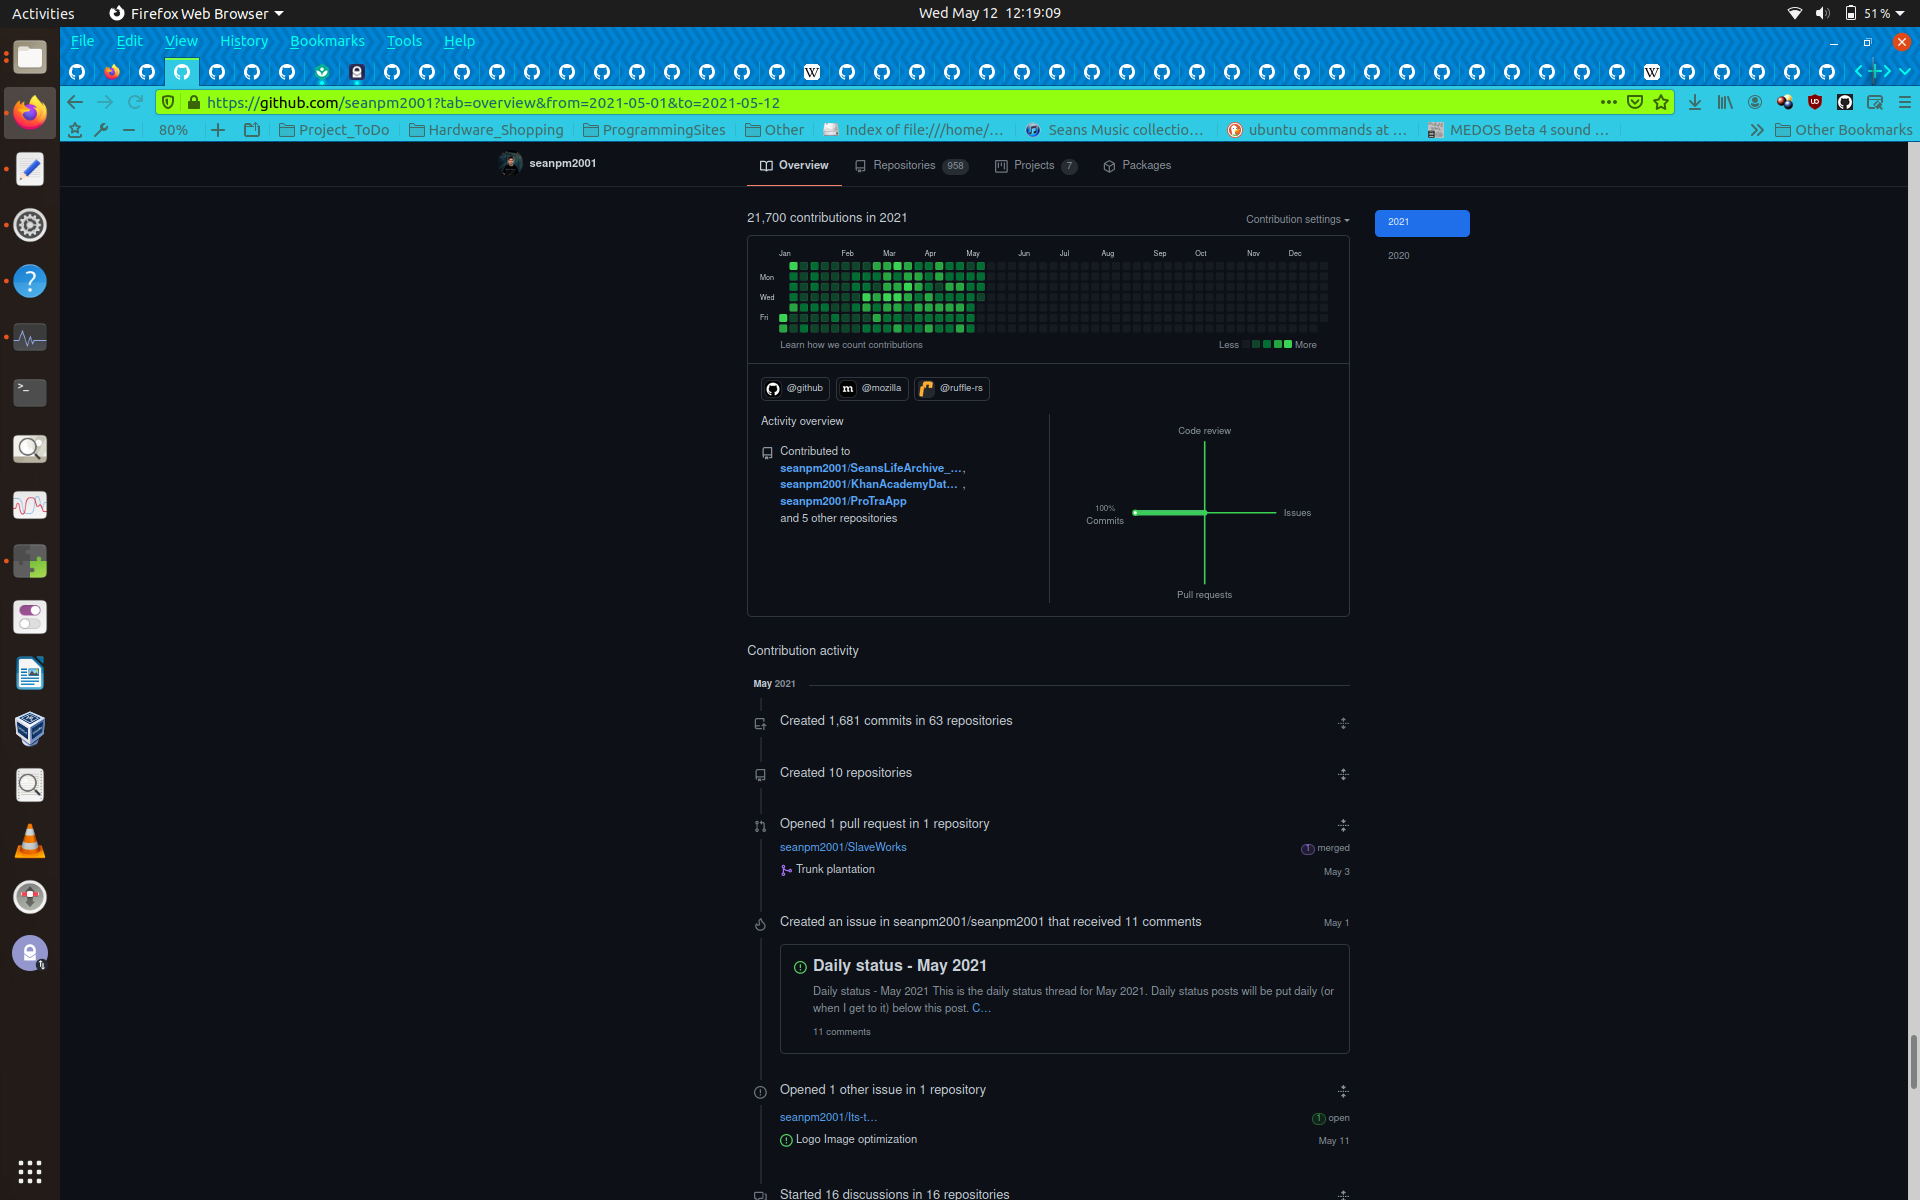 Activities
Firefox Web Browser
Wed May 12 12:19:09
51 %
File Edit View History Bookmarks Tools Help
https://github.com/seanpm2001?tab=overview&from=2021-05-01&to=2021-05-12
80%
Project_ToDo
Hardware_Shopping
ProgrammingSites
Other
Index of file:///home/...
Seans Music collectio...
ubuntu commands at ...
MEDOS Beta 4 sound ...
Other Bookmarks
seanpm2001
Overview
Repositories 958
Projects 7
Packages
21,700 contributions in 2021
Contribution settings
2021
2020
Jan Feb Mar Apr May Jun Jul Aug Sep Oct Nov Dec
Mon
Wed
Fri
Learn how we count contributions
Less More
@github
m @mozilla
@ruffle-rs
Activity overview
Contributed to
seanpm2001/SeansLifeArchive_...,
seanpm2001/KhanAcademyDat... ,
seanpm2001/ProTraApp
and 5 other repositories
Code review
100%
Commits
Issues
Pull requests
Contribution activity
May 2021
Created 1,681 commits in 63 repositories
Created 10 repositories
Opened 1 pull request in 1 repository
seanpm2001/SlaveWorks
1 merged
Trunk plantation
May 3
Created an issue in seanpm2001/seanpm2001 that received 11 comments
May 1
Daily status - May 2021
Daily status - May 2021 This is the daily status thread for May 2021. Daily status posts will be put daily (or
when I get to it) below this post. C...
11 comments
Opened 1 other issue in 1 repository
seanpm2001/Its-t...
1 open
Logo Image optimization
May 11
Started 16 discussions in 16 repositories